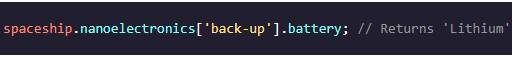 spaceship.nanoelectronics['back-up'].battery; // Returns 'Lithium'